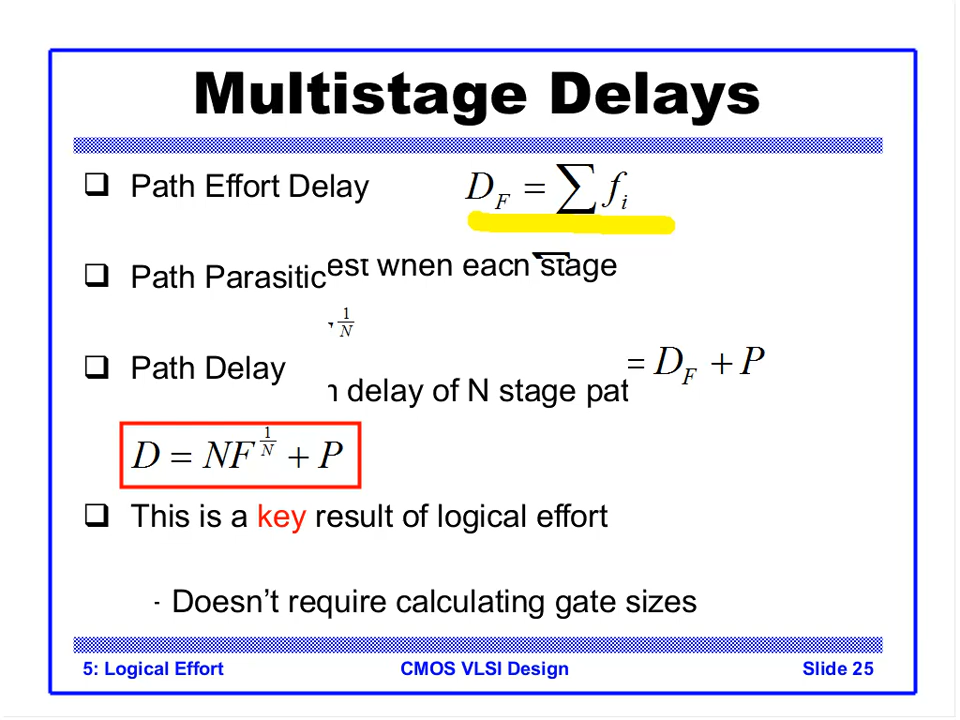 Multistage Delays
❑ Path Effort Delay D_F = ∑ f_i
est when each stage
❑ Path Parasitic
1/N
❑ Path Delay = D_F + P
delay of N stage pat
D = NF^{1/N} + P
❑ This is a key result of logical effort
- Doesn’t require calculating gate sizes
5: Logical Effort CMOS VLSI Design Slide 25